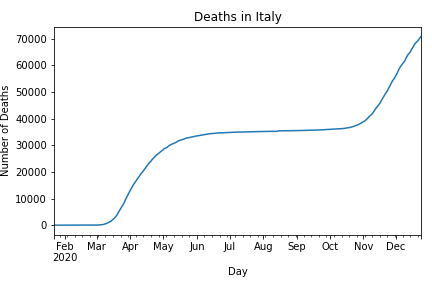 Deaths in Italy
Number of Deaths
70000
60000
50000
40000
30000
20000
10000
0
Feb Mar Apr May Jun Jul Aug Sep Oct Nov Dec
2020
Day